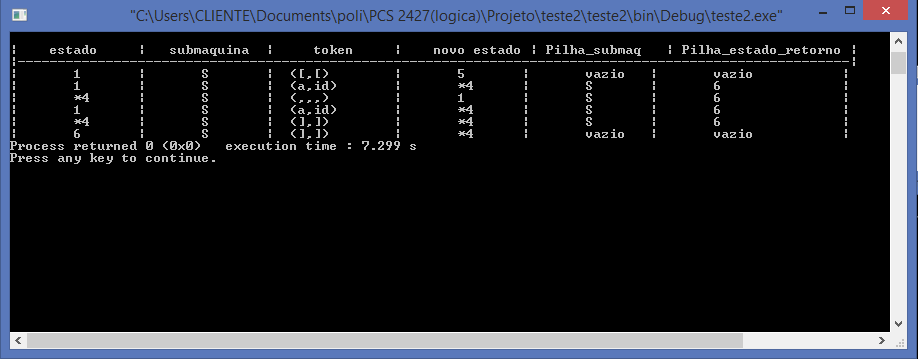 "C:\Users\CLIENTE\Documents\poli\PCS 2427(logica)\Projeto\teste2\teste2\bin\Debug\teste2.exe"
¦ estado ¦ submaquina ¦ token ¦ novo estado ¦ Pilha_submaq ¦ Pilha_estado_retorno ¦
¦---------------------------------------------------------------------------------------------------------¦
¦ 1 ¦ S ¦ ([,[) ¦ 5 ¦ vazio ¦ vazio ¦
¦ 1 ¦ S ¦ (a,id) ¦ *4 ¦ S ¦ 6 ¦
¦ *4 ¦ S ¦ (,,,) ¦ 1 ¦ S ¦ 6 ¦
¦ 1 ¦ S ¦ (a,id) ¦ *4 ¦ S ¦ 6 ¦
¦ *4 ¦ S ¦ (],]) ¦ *4 ¦ S ¦ 6 ¦
¦ 6 ¦ S ¦ (],]) ¦ *4 ¦ vazio ¦ vazio ¦
Process returned 0 (0x0) execution time : 7.299 s
Press any key to continue.